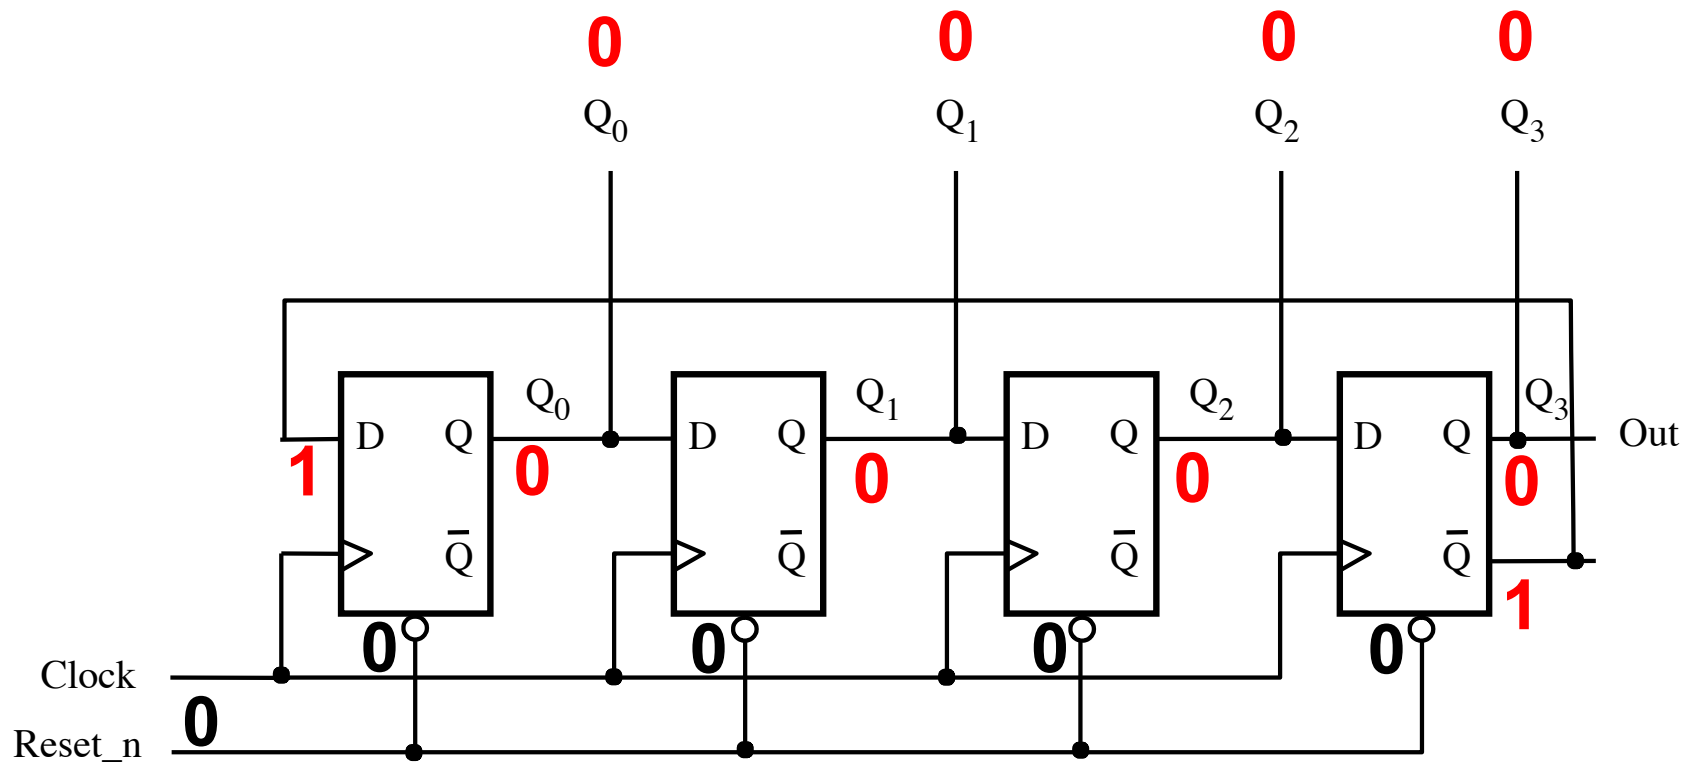 0 0 0 0
Q0 Q1 Q2 Q3
Q0 Q1 Q2 Q3
D Q D Q D Q D Q Out
1 0 0 0 0
Q̅ Q̅ Q̅ Q̅
1
0 0 0 0
Clock
0
Reset_n